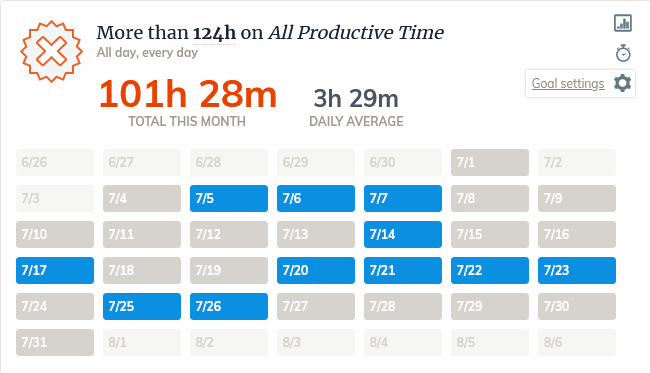 More than 124h on All Productive Time
All day, every day
Goal settings
101h 28m
TOTAL THIS MONTH
3h 29m
DAILY AVERAGE
6/26 6/27 6/28 6/29 6/30 7/1 7/2
7/3 7/4 7/5 7/6 7/7 7/8 7/9
7/10 7/11 7/12 7/13 7/14 7/15 7/16
7/17 7/18 7/19 7/20 7/21 7/22 7/23
7/24 7/25 7/26 7/27 7/28 7/29 7/30
7/31 8/1 8/2 8/3 8/4 8/5 8/6